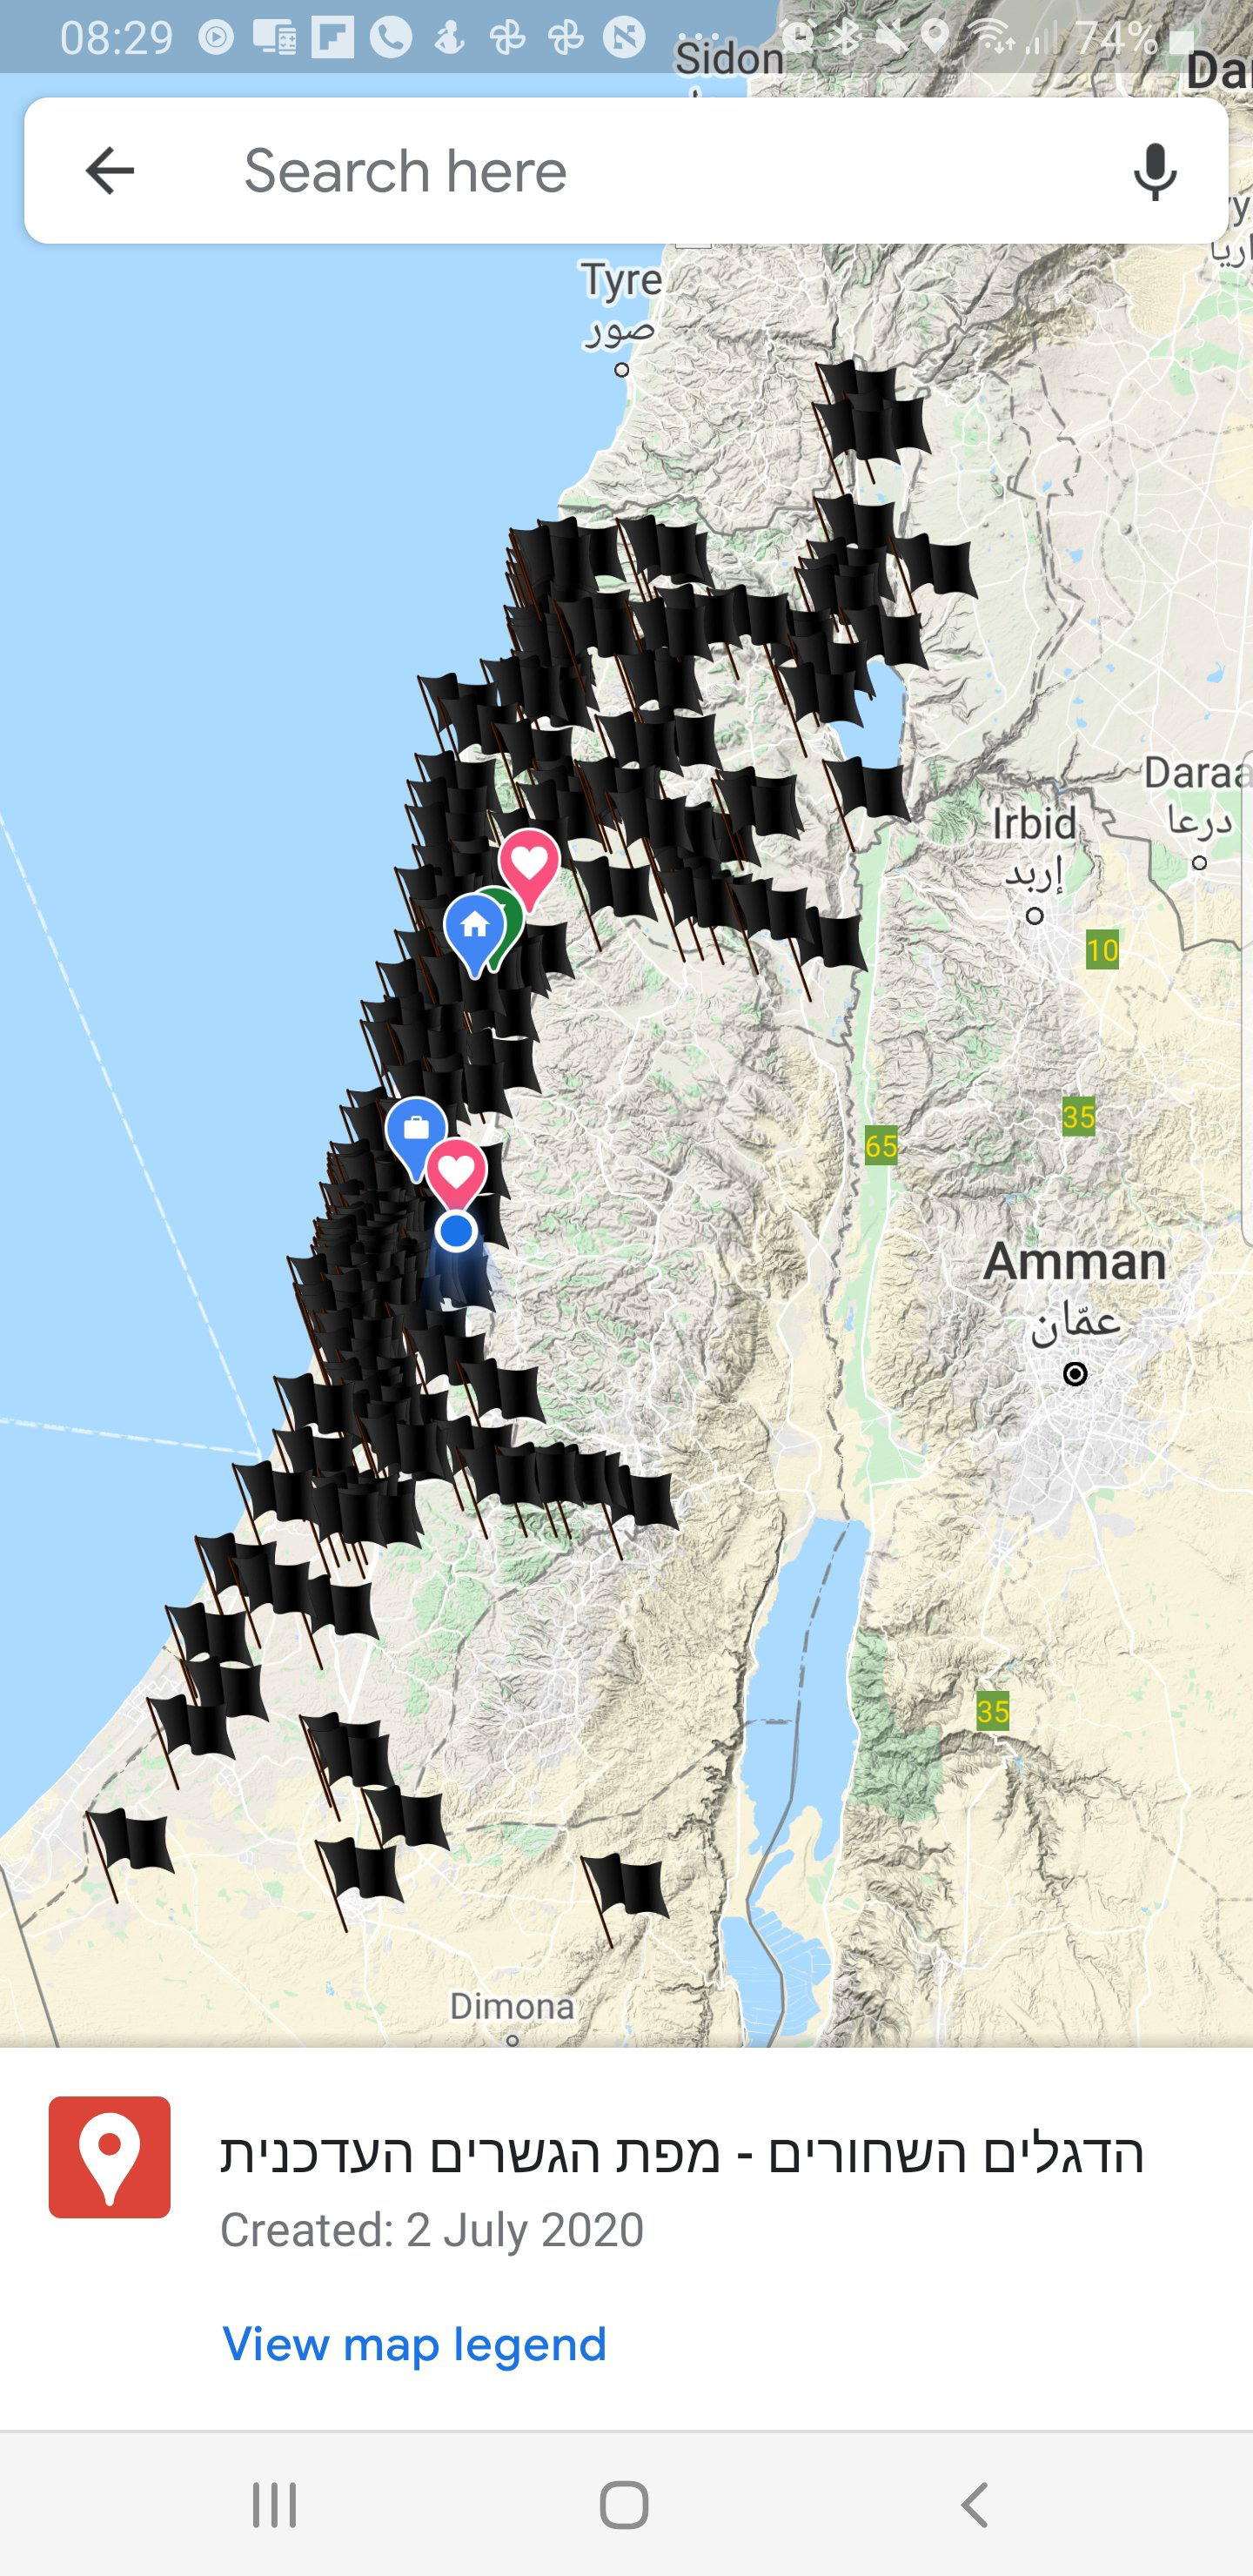 08:29
74%
Sidon
Search here
Tyre
صور
Daraa
درعا
Irbid
إربد
10
35
65
Amman
عمّان
35
Dimona
הדגלים השחורים - מפת הגשרים העדכנית
Created: 2 July 2020
View map legend